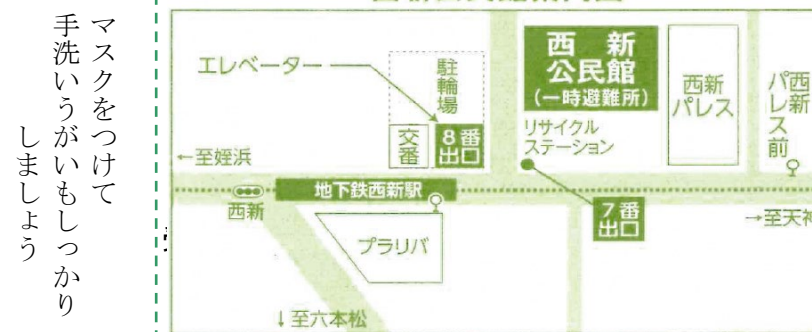 マスクをつけて
手洗いうがいもしっかり
しましょう
エレベーター
駐輪場
交番
8番
出口
西新
公民館
(一時避難所)
リサイクル
ステーション
西新
パレス
西新
パレス前
←至姪浜
地下鉄西新駅
西新
プラリバ
7番
出口
→至天神
↓至六本松